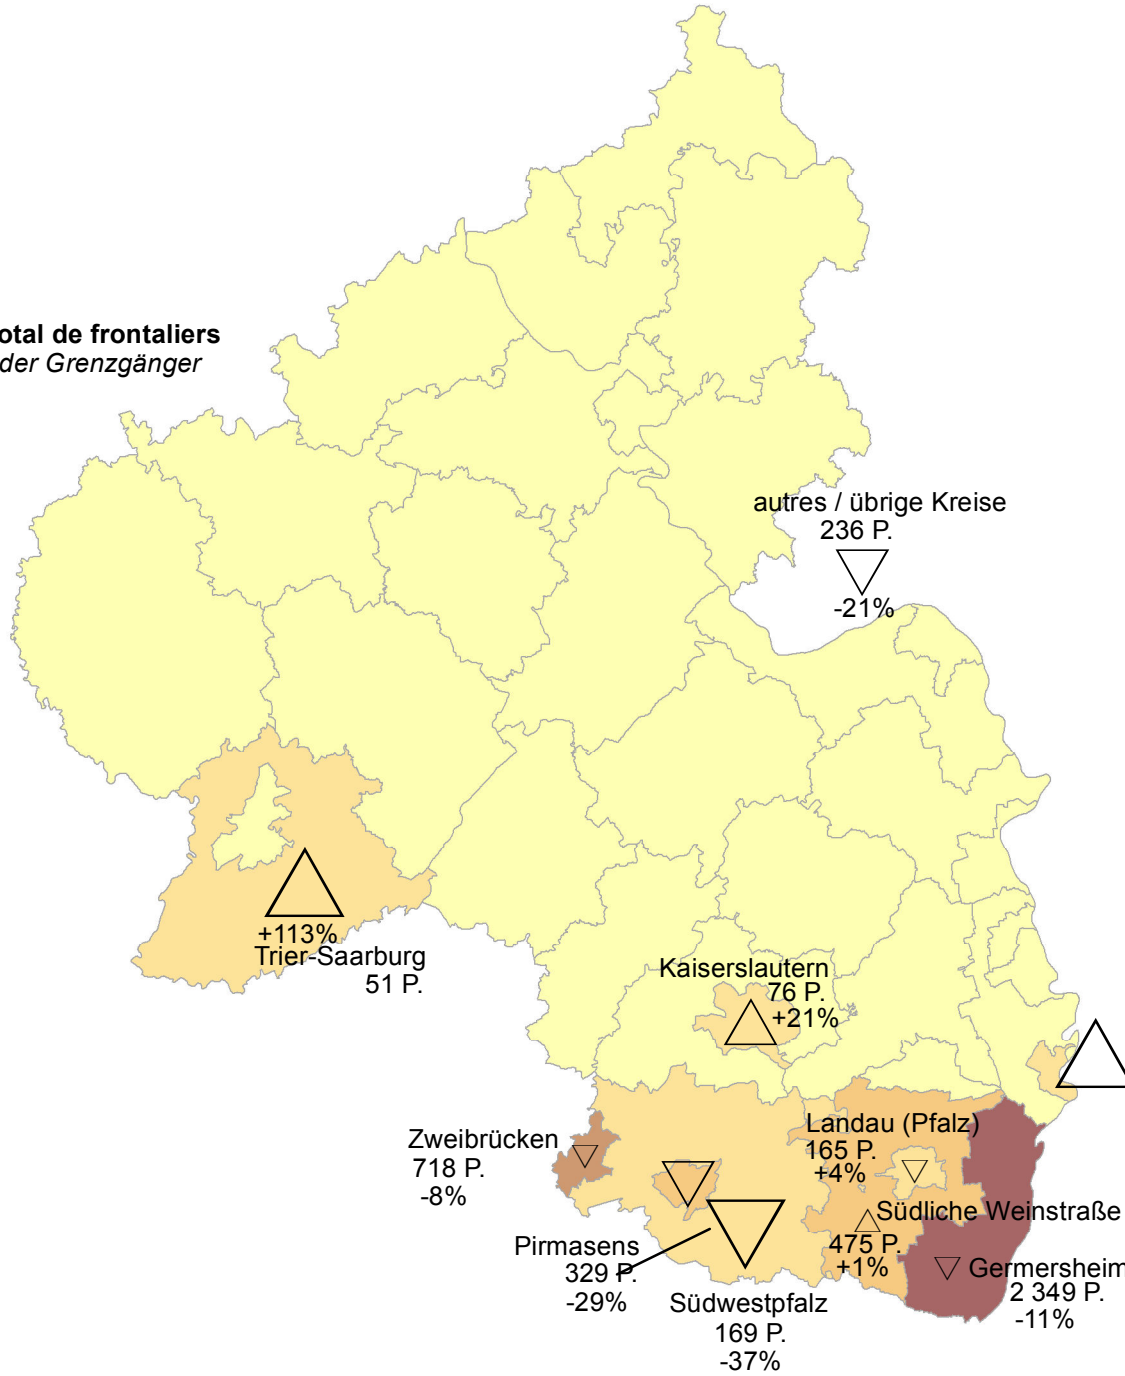 otal de frontaliers
der Grenzgänger
autres / übrige Kreise
236 P.
-21%
+113%
Trier-Saarburg
51 P.
Kaiserslautern
76 P.
+21%
Zweibrücken
718 P.
-8%
Landau (Pfalz)
165 P.
+4%
Südliche Weinstraße
475 P.
+1%
Pirmasens
329 P.
-29%
Germersheim
2 349 P.
-11%
Südwestpfalz
169 P.
-37%